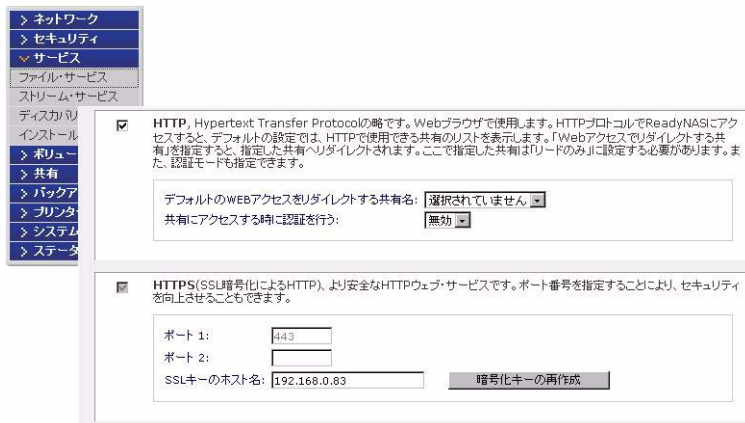 > ネットワーク
> セキュリティ
サービス
ファイル・サービス
ストリーム・サービス
インストール
> ボリュー
> 共有
> バックア
> プリンタ
> システム
> ステータ
HTTP, Hypertext Transfer Protocolの略です。Webブラウザで使用します。HTTPプロトコルでReadyNASにアク
セスすると、デフォルトの設定では、HTTPで使用できる共有のリストを表示します。「Webアクセスでリダイレクトする共
有」を指定すると、指定した共有へリダイレクトされます。ここで指定した共有は「リードのみ」に設定する必要があります。ま
た、認証モードも指定できます。
デフォルトのWEBアクセスをリダイレクトする共有名: 選択されていません
共有にアクセスする時に認証を行う: 無効
HTTPS(SSL暗号化によるHTTP)、より安全なHTTPウェブ・サービスです。ポート番号を指定することにより、セキュリティ
を向上させることもできます。
ポート 1: 443
ポート 2:
SSLキーのホスト名: 192.168.0.83 暗号化キーの再作成